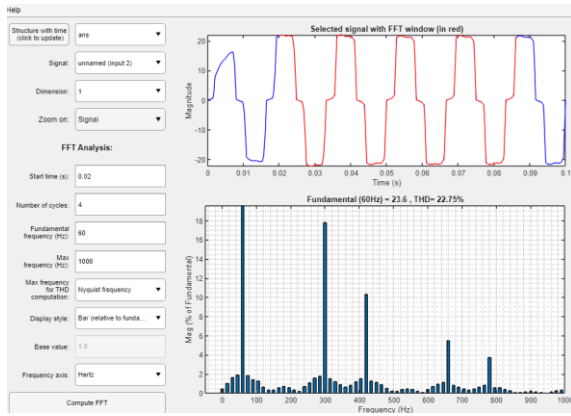 Help
Structure with time
(click to update)
ans
Signal:
unnamed (input 2)
Dimension:
1
Zoom on:
Signal
FFT Analysis:
Start time (s):
0.02
Number of cycles:
4
Fundamental
frequency (Hz):
60
Max
frequency (Hz):
1000
Max frequency
for THD
computation:
Nyquist frequency
Display style:
Bar (relative to funda...
Base value:
1.0
Frequency axis:
Hertz
Compute FFT
Selected signal with FFT window (in red)
Magnitude
20
10
0
-10
-20
0 0.01 0.02 0.03 0.04 0.05 0.06 0.07 0.08 0.09 0.1
Time (s)
Fundamental (60Hz) = 23.6 , THD= 22.75%
Mag (% of Fundamental)
18
16
14
12
10
8
6
4
2
0
0 100 200 300 400 500 600 700 800 900 1000
Frequency (Hz)